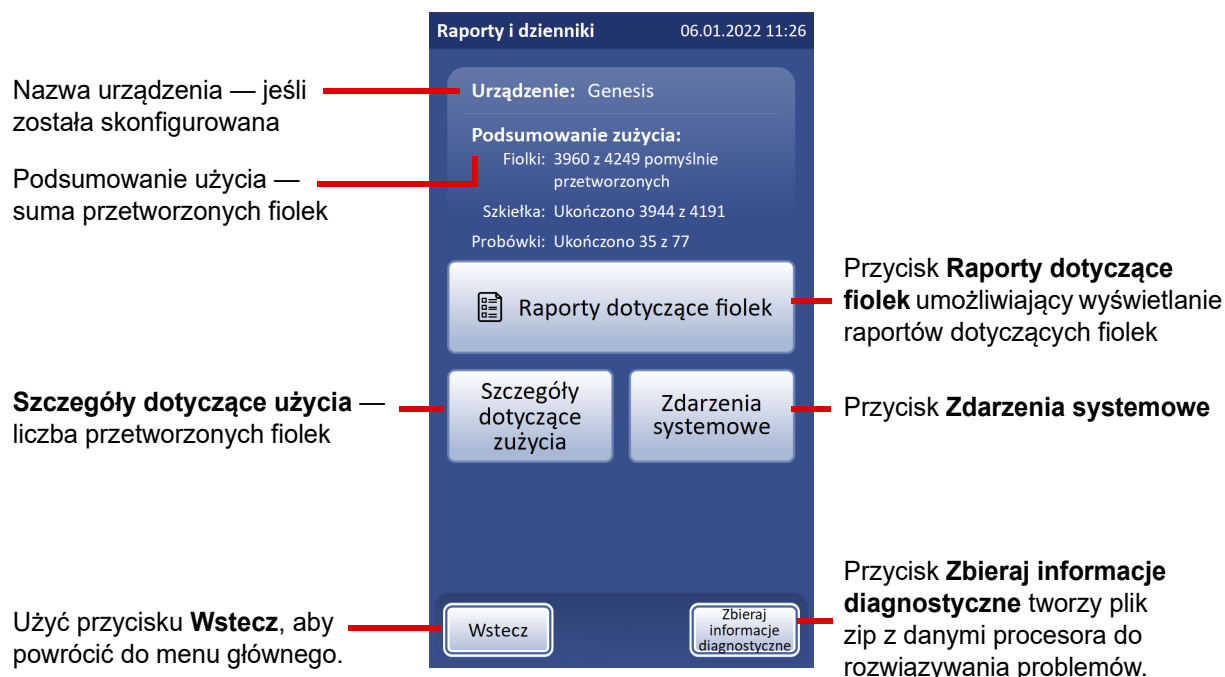 Raporty i dzienniki 06.01.2022 11:26
Nazwa urządzenia — jeśli
została skonfigurowana
Urządzenie: Genesis
Podsumowanie użycia —
suma przetworzonych fiolek
Podsumowanie zużycia:
Fiolki: 3960 z 4249 pomyślnie
przetworzonych
Szkiełka: Ukończono 3944 z 4191
Probówki: Ukończono 35 z 77
Raporty dotyczące fiolek
Przycisk Raporty dotyczące
fiolek umożliwiający wyświetlanie
raportów dotyczących fiolek
Szczegóły dotyczące użycia —
liczba przetworzonych fiolek
Szczegóły
dotyczące
zużycia
Zdarzenia
systemowe
Przycisk Zdarzenia systemowe
Użyć przycisku Wstecz, aby
powrócić do menu głównego.
Wstecz
Zbieraj
informacje
diagnostyczne
Przycisk Zbieraj informacje
diagnostyczne tworzy plik
zip z danymi procesora do
rozwiązywania problemów.